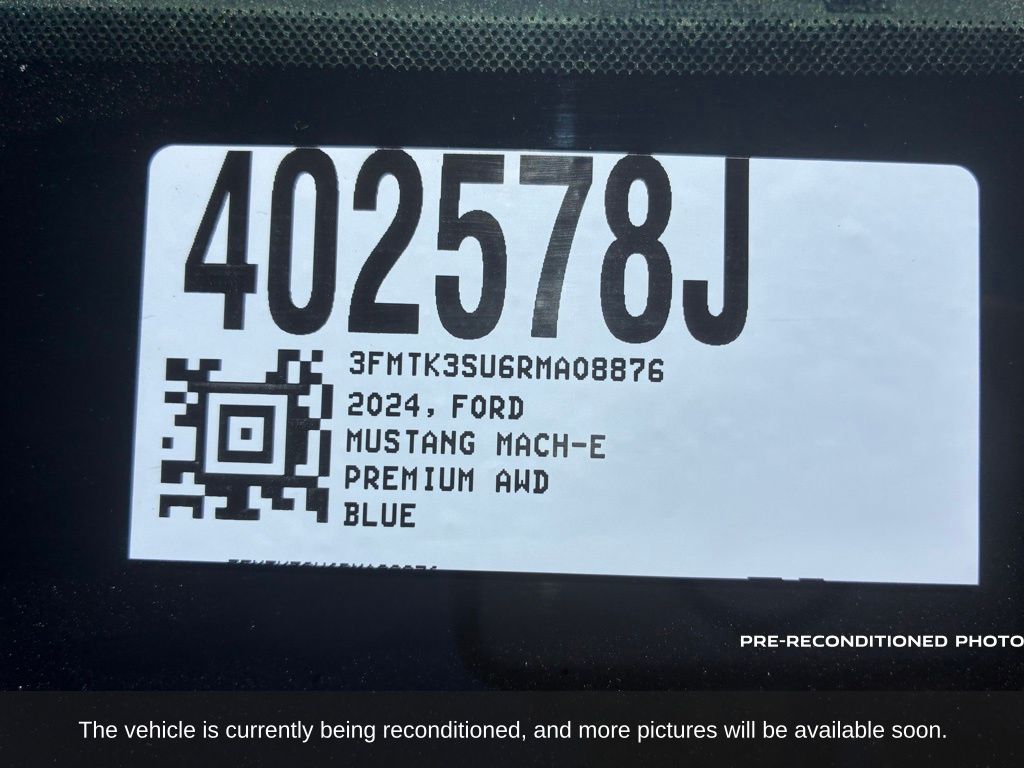 402578J
3FMTK3SU6RMA08876
2024, FORD
MUSTANG MACH-E
PREMIUM AWD
BLUE
PRE-RECONDITIONED PHOTO
The vehicle is currently being reconditioned, and more pictures will be available soon.